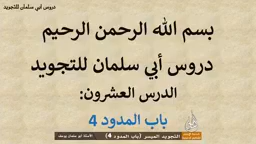 دروس أبي سلمان للتجويد
بسم الله الرحمن الرحيم
دروس أبي سلمان للتجويد
الدرس العشرون:
باب المدود 4
التجويد الميسر (باب المدود 4)